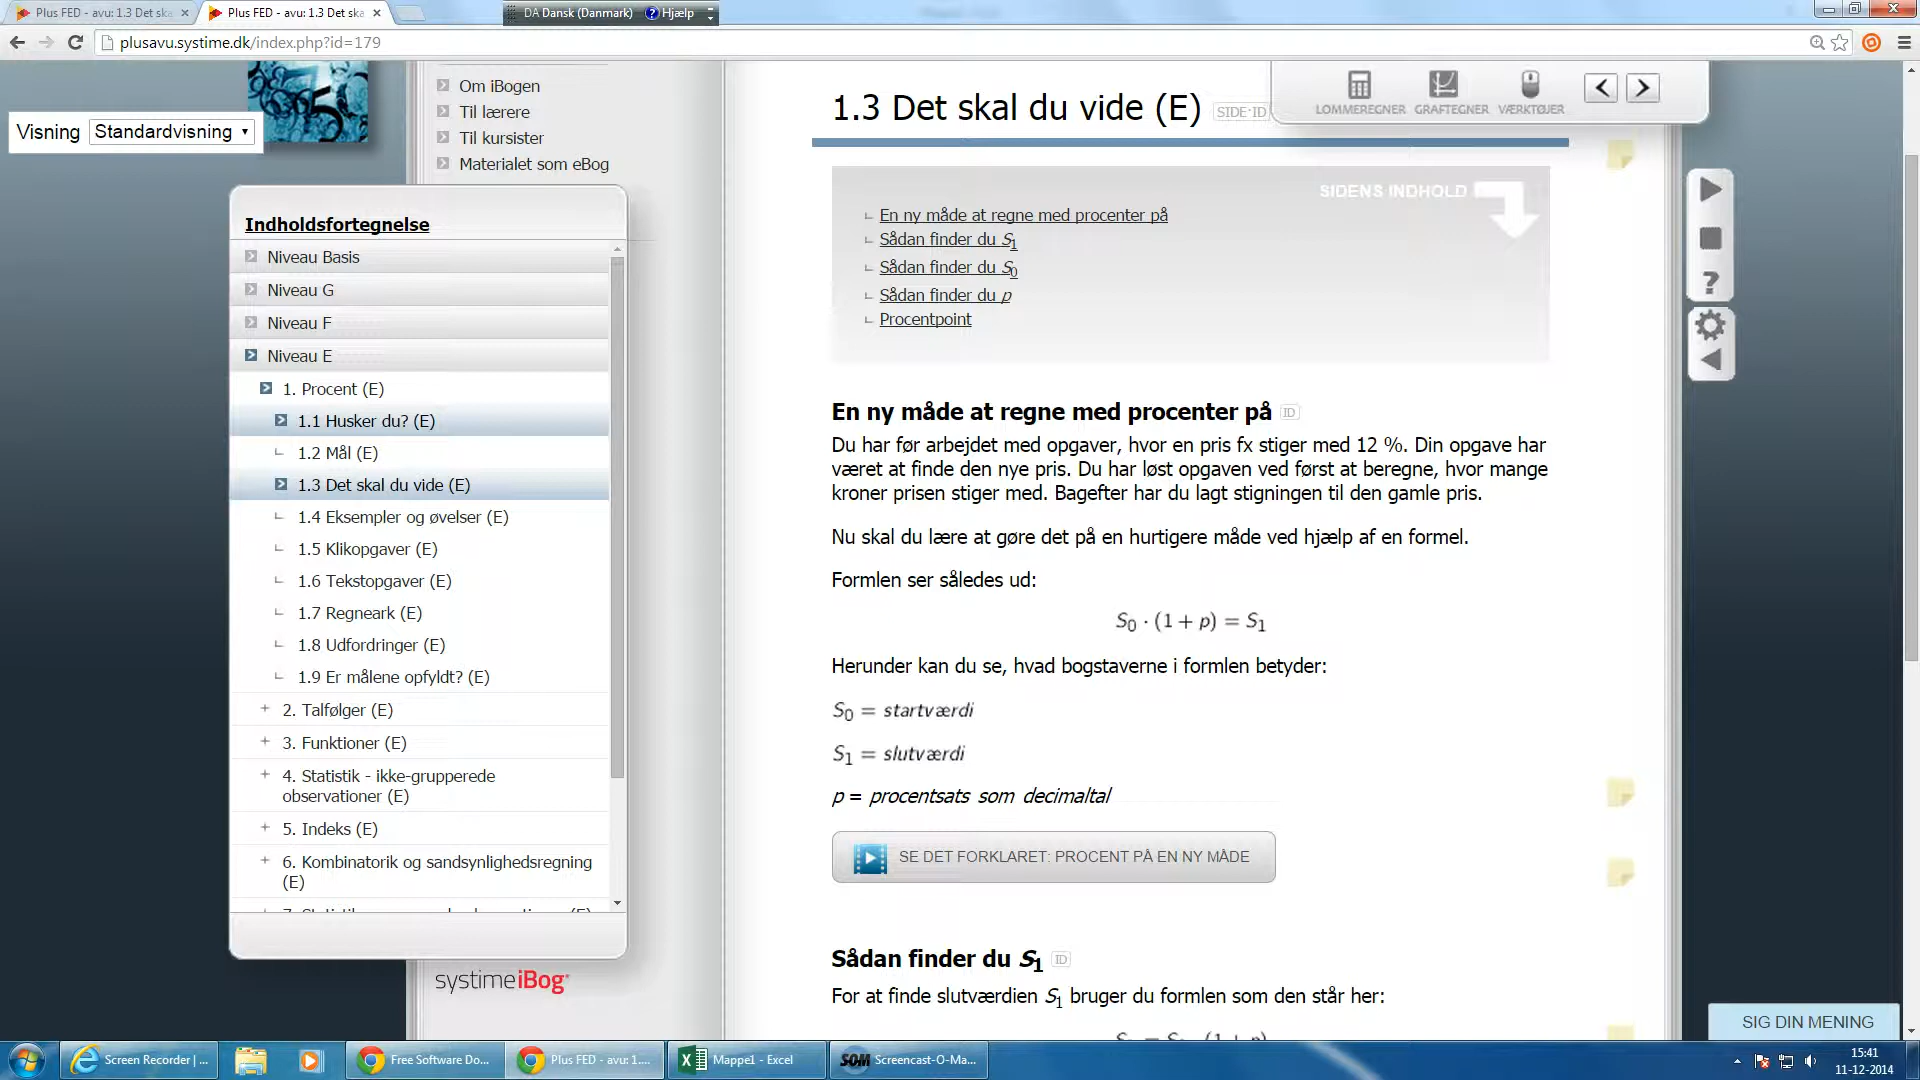 Plus FED - avu: 1.3 Det ska
Plus FED - avu: 1.3 Det ska
DA Dansk (Danmark)
Hjælp
plusavu.systime.dk/index.php?id=179
Visning
Standardvisning
Om iBogen
Til lærere
Til kursister
Materialet som eBog
Indholdsfortegnelse
Niveau Basis
Niveau G
Niveau F
Niveau E
1. Procent (E)
1.1 Husker du? (E)
1.2 Mål (E)
1.3 Det skal du vide (E)
1.4 Eksempler og øvelser (E)
1.5 Klikopgaver (E)
1.6 Tekstopgaver (E)
1.7 Regneark (E)
1.8 Udfordringer (E)
1.9 Er målene opfyldt? (E)
2. Talfølger (E)
3. Funktioner (E)
4. Statistik - ikke-grupperede
observationer (E)
5. Indeks (E)
6. Kombinatorik og sandsynlighedsregning
(E)
systime iBog
1.3 Det skal du vide (E)
SIDE-ID
LOMMEREGNER
GRAFTEGNER
VÆRKTØJER
SIDENS INDHOLD
En ny måde at regne med procenter på
Sådan finder du S₁
Sådan finder du S₀
Sådan finder du p
Procentpoint
En ny måde at regne med procenter på
ID
Du har før arbejdet med opgaver, hvor en pris fx stiger med 12 %. Din opgave har
været at finde den nye pris. Du har løst opgaven ved først at beregne, hvor mange
kroner prisen stiger med. Bagefter har du lagt stigningen til den gamle pris.
Nu skal du lære at gøre det på en hurtigere måde ved hjælp af en formel.
Formlen ser således ud:
S₀ · (1 + p) = S₁
Herunder kan du se, hvad bogstaverne i formlen betyder:
S₀ = startværdi
S₁ = slutværdi
p = procentsats som decimaltal
SE DET FORKLARET: PROCENT PÅ EN NY MÅDE
Sådan finder du S₁
ID
For at finde slutværdien S₁ bruger du formlen som den står her:
SIG DIN MENING
Screen Recorder | ...
Free Software Do...
Plus FED - avu: 1....
Mappe1 - Excel
SOM
Screencast-O-Ma...
15:41
11-12-2014